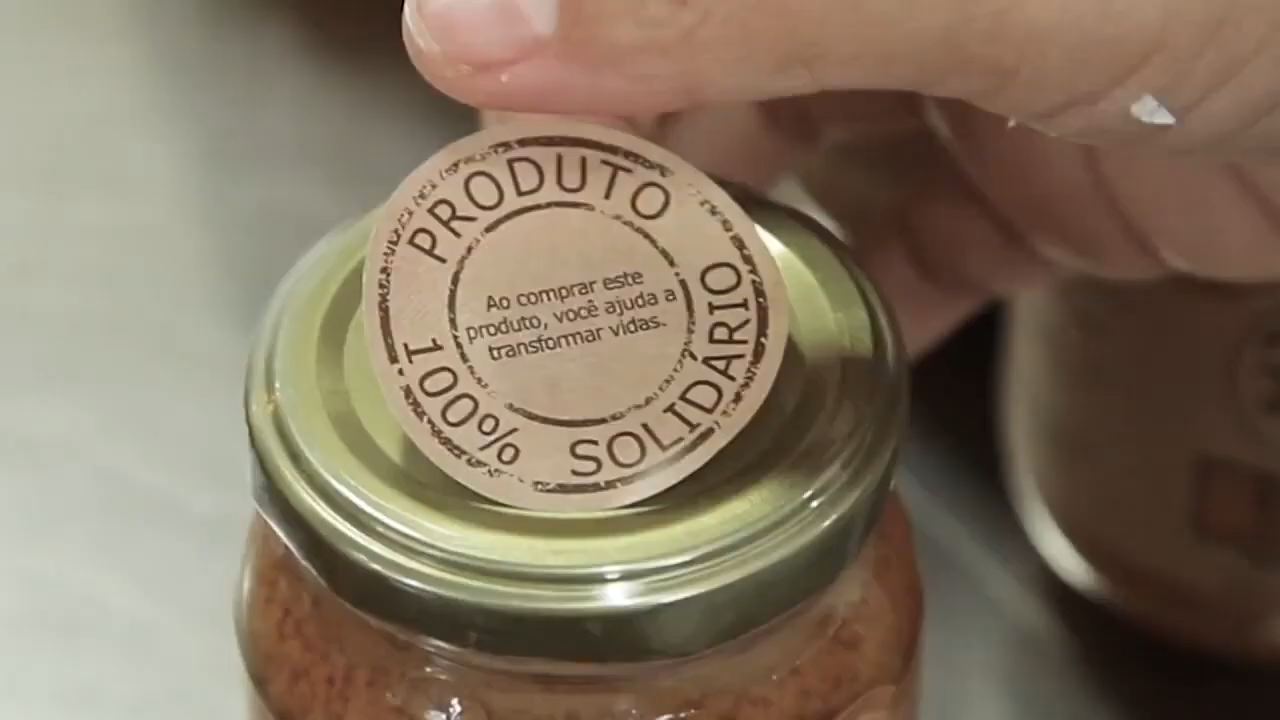 PRODUTO
100% SOLIDÁRIO
Ao comprar este
produto, você ajuda a
transformar vidas.